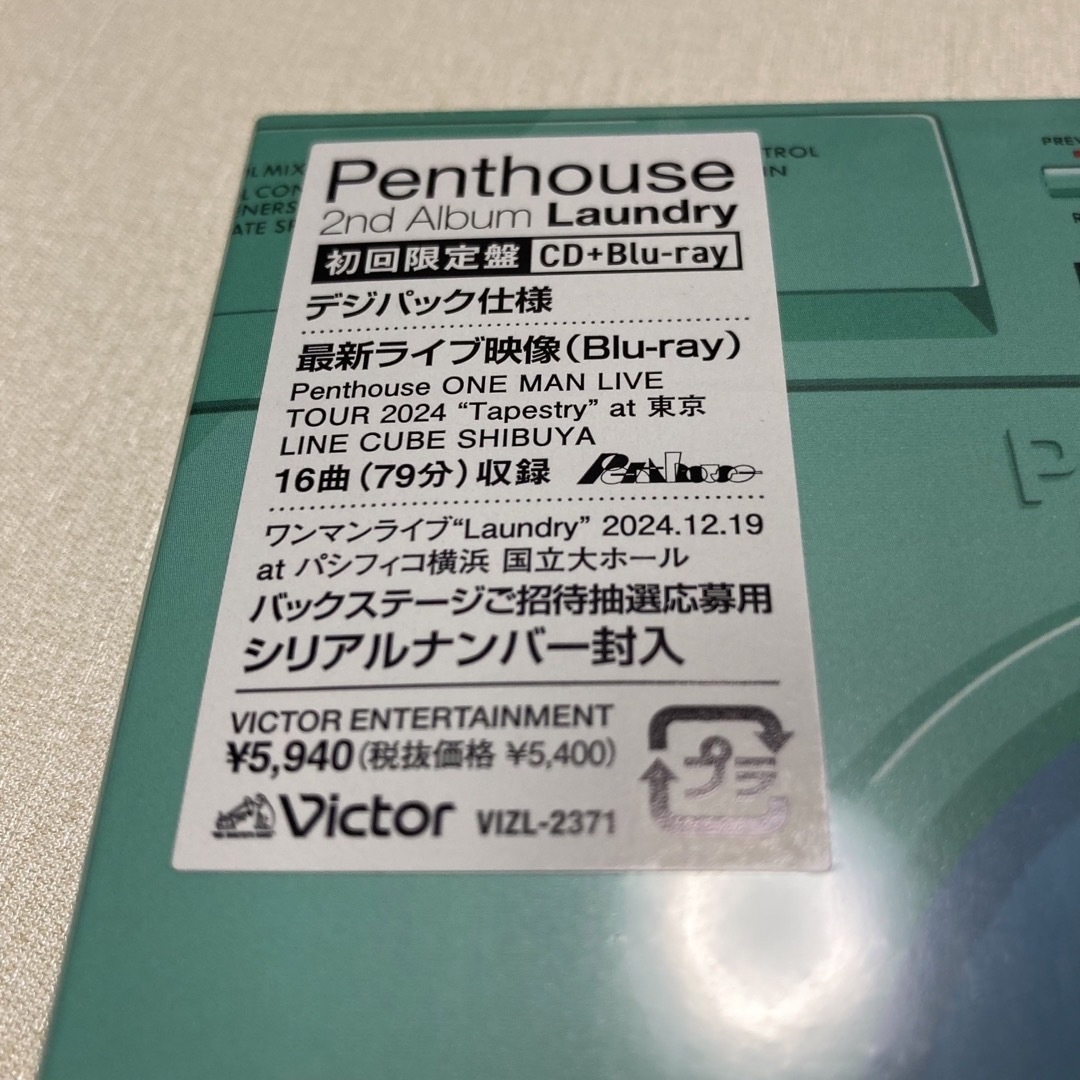 Penthouse
2nd Album Laundry
初回限定盤 CD+Blu-ray
デジパック仕様
最新ライブ映像(Blu-ray)
Penthouse ONE MAN LIVE
TOUR 2024 “Tapestry” at 東京
LINE CUBE SHIBUYA
16曲(79分)収録 Penthouse
ワンマンライブ“Laundry” 2024.12.19
at パシフィコ横浜 国立大ホール
バックステージご招待抽選応募用
シリアルナンバー封入
VICTOR ENTERTAINMENT
¥5,940(税抜価格 ¥5,400)
プラ
Victor VIZL-2371